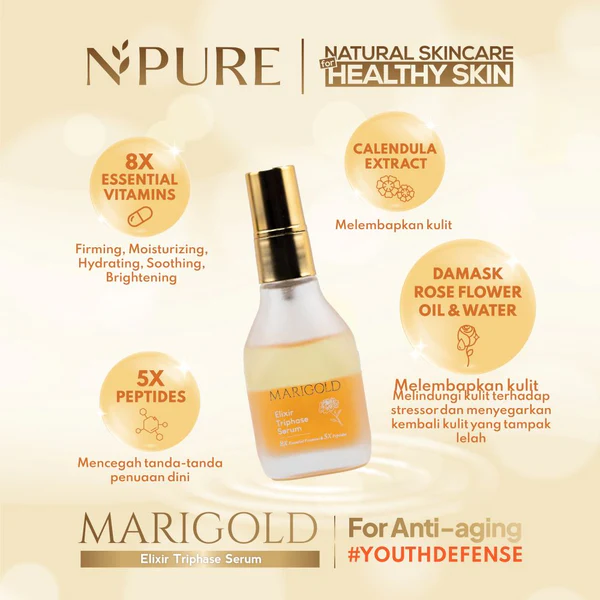 NPURE
NATURAL SKINCARE
for HEALTHY SKIN
8X
ESSENTIAL
VITAMINS
Firming, Moisturizing,
Hydrating, Soothing,
Brightening
CALENDULA
EXTRACT
Melembapkan kulit
DAMASK
ROSE FLOWER
OIL & WATER
Melembapkan kulit
Melindungi kulit terhadap
stressor dan menyegarkan
kembali kulit yang tampak
lelah
5X
PEPTIDES
Mencegah tanda-tanda
penuaan dini
MARIGOLD
Elixir
Triphase
Serum
MARIGOLD
Elixir Triphase Serum
For Anti-aging
#YOUTHDEFENSE